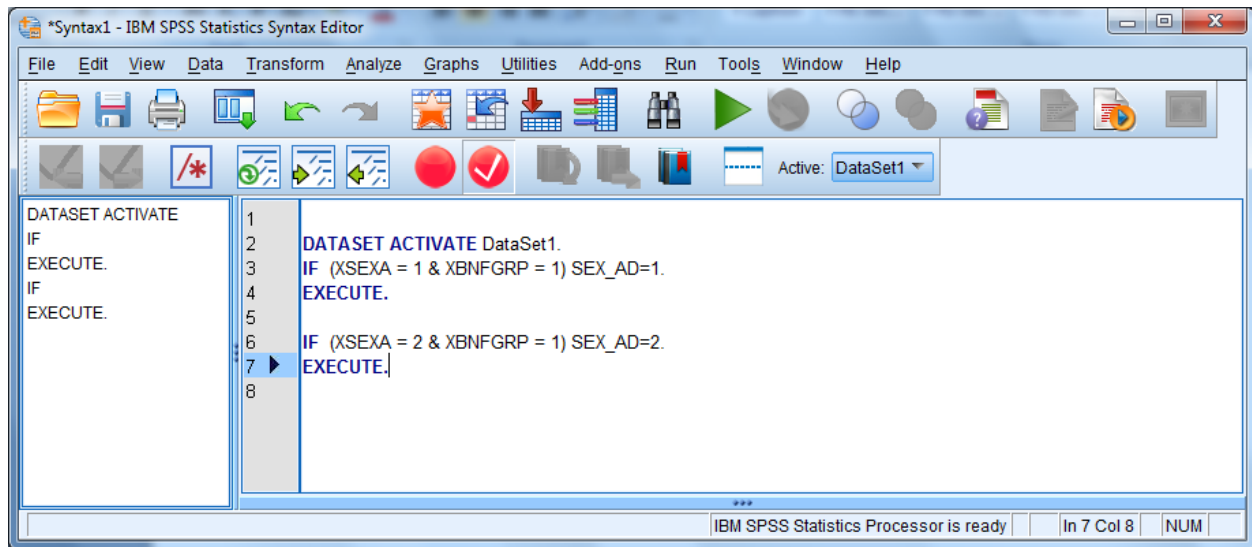 *Syntax1 - IBM SPSS Statistics Syntax Editor
File Edit View Data Transform Analyze Graphs Utilities Add-ons Run Tools Window Help
/*
Active: DataSet1
DATASET ACTIVATE
IF
EXECUTE.
IF
EXECUTE.
1
2 DATASET ACTIVATE DataSet1.
3 IF (XSEXA = 1 & XBNFGRP = 1) SEX_AD=1.
4 EXECUTE.
5
6 IF (XSEXA = 2 & XBNFGRP = 1) SEX_AD=2.
7 EXECUTE.
8
IBM SPSS Statistics Processor is ready In 7 Col 8 NUM